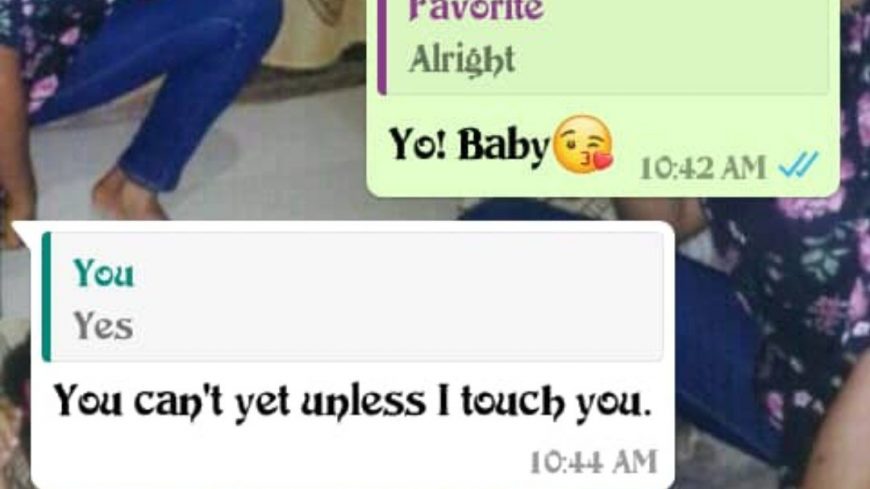 Favorite
Alright
Yo! Baby😘
10:42 AM
You
Yes
You can't yet unless I touch you.
10:44 AM